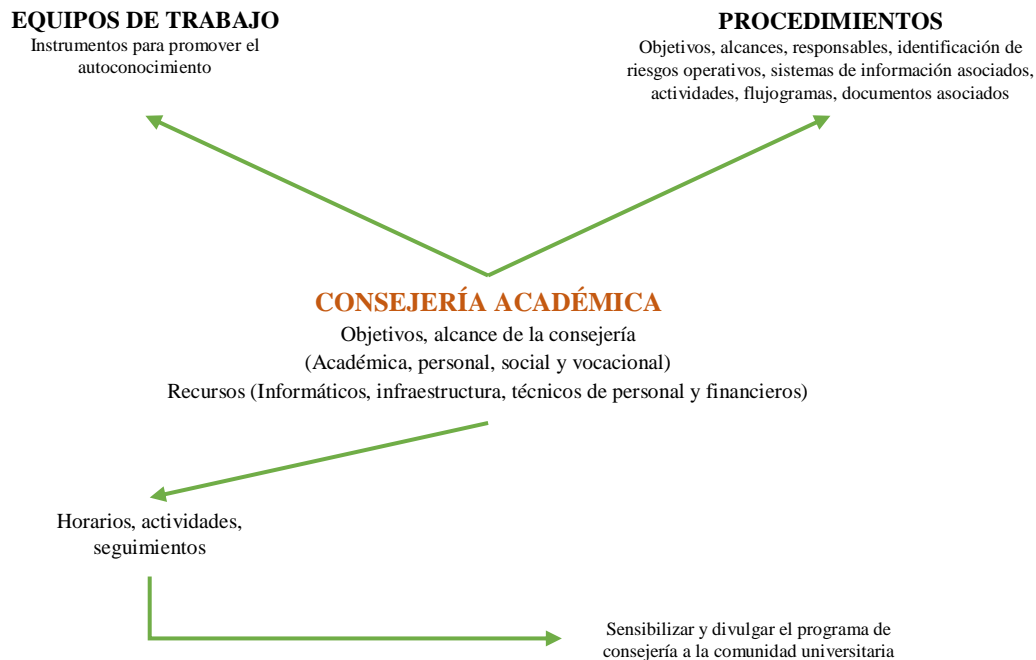 EQUIPOS DE TRABAJO
Instrumentos para promover el
autoconocimiento
PROCEDIMIENTOS
Objetivos, alcances, responsables, identificación de
riesgos operativos, sistemas de información asociados,
actividades, flujogramas, documentos asociados
CONSEJERÍA ACADÉMICA
Objetivos, alcance de la consejería
(Académica, personal, social y vocacional)
Recursos (Informáticos, infraestructura, técnicos de personal y financieros)
Horarios, actividades,
seguimientos
Sensibilizar y divulgar el programa de
consejería a la comunidad universitaria